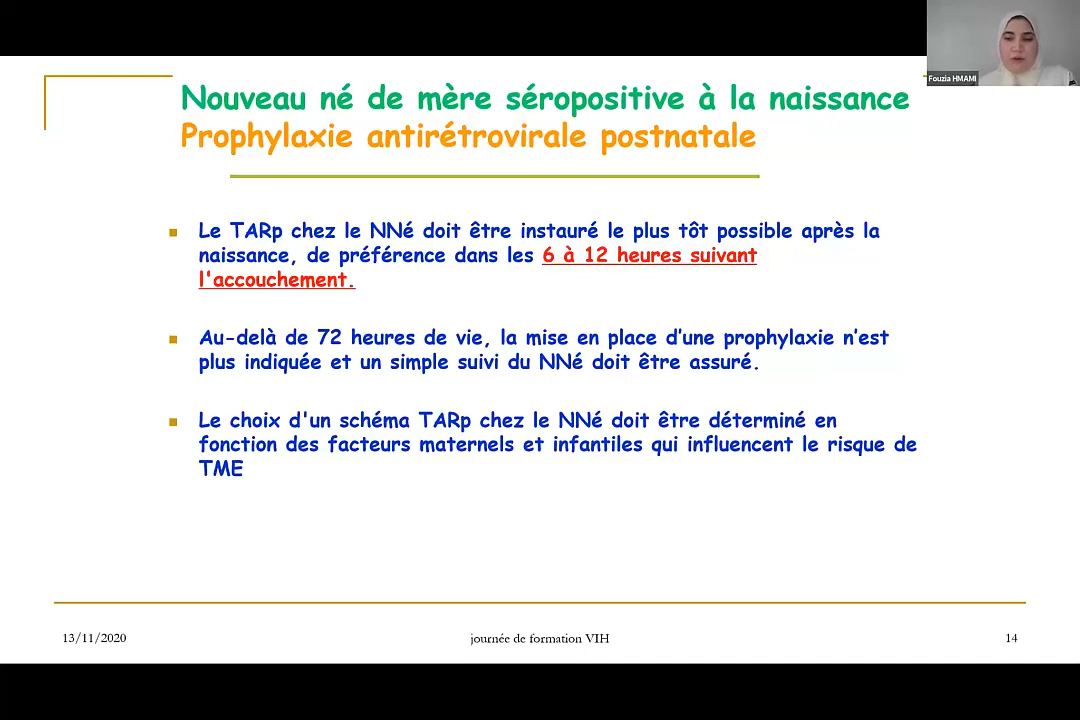 Fouzia HMAMI
Nouveau né de mère séropositive à la naissance
Prophylaxie antirétrovirale postnatale
Le TARp chez le NNé doit être instauré le plus tôt possible après la
naissance, de préférence dans les 6 à 12 heures suivant
l'accouchement.
Au-delà de 72 heures de vie, la mise en place d’une prophylaxie n’est
plus indiquée et un simple suivi du NNé doit être assuré.
Le choix d'un schéma TARp chez le NNé doit être déterminé en
fonction des facteurs maternels et infantiles qui influencent le risque de
TME
13/11/2020
journée de formation VIH
14